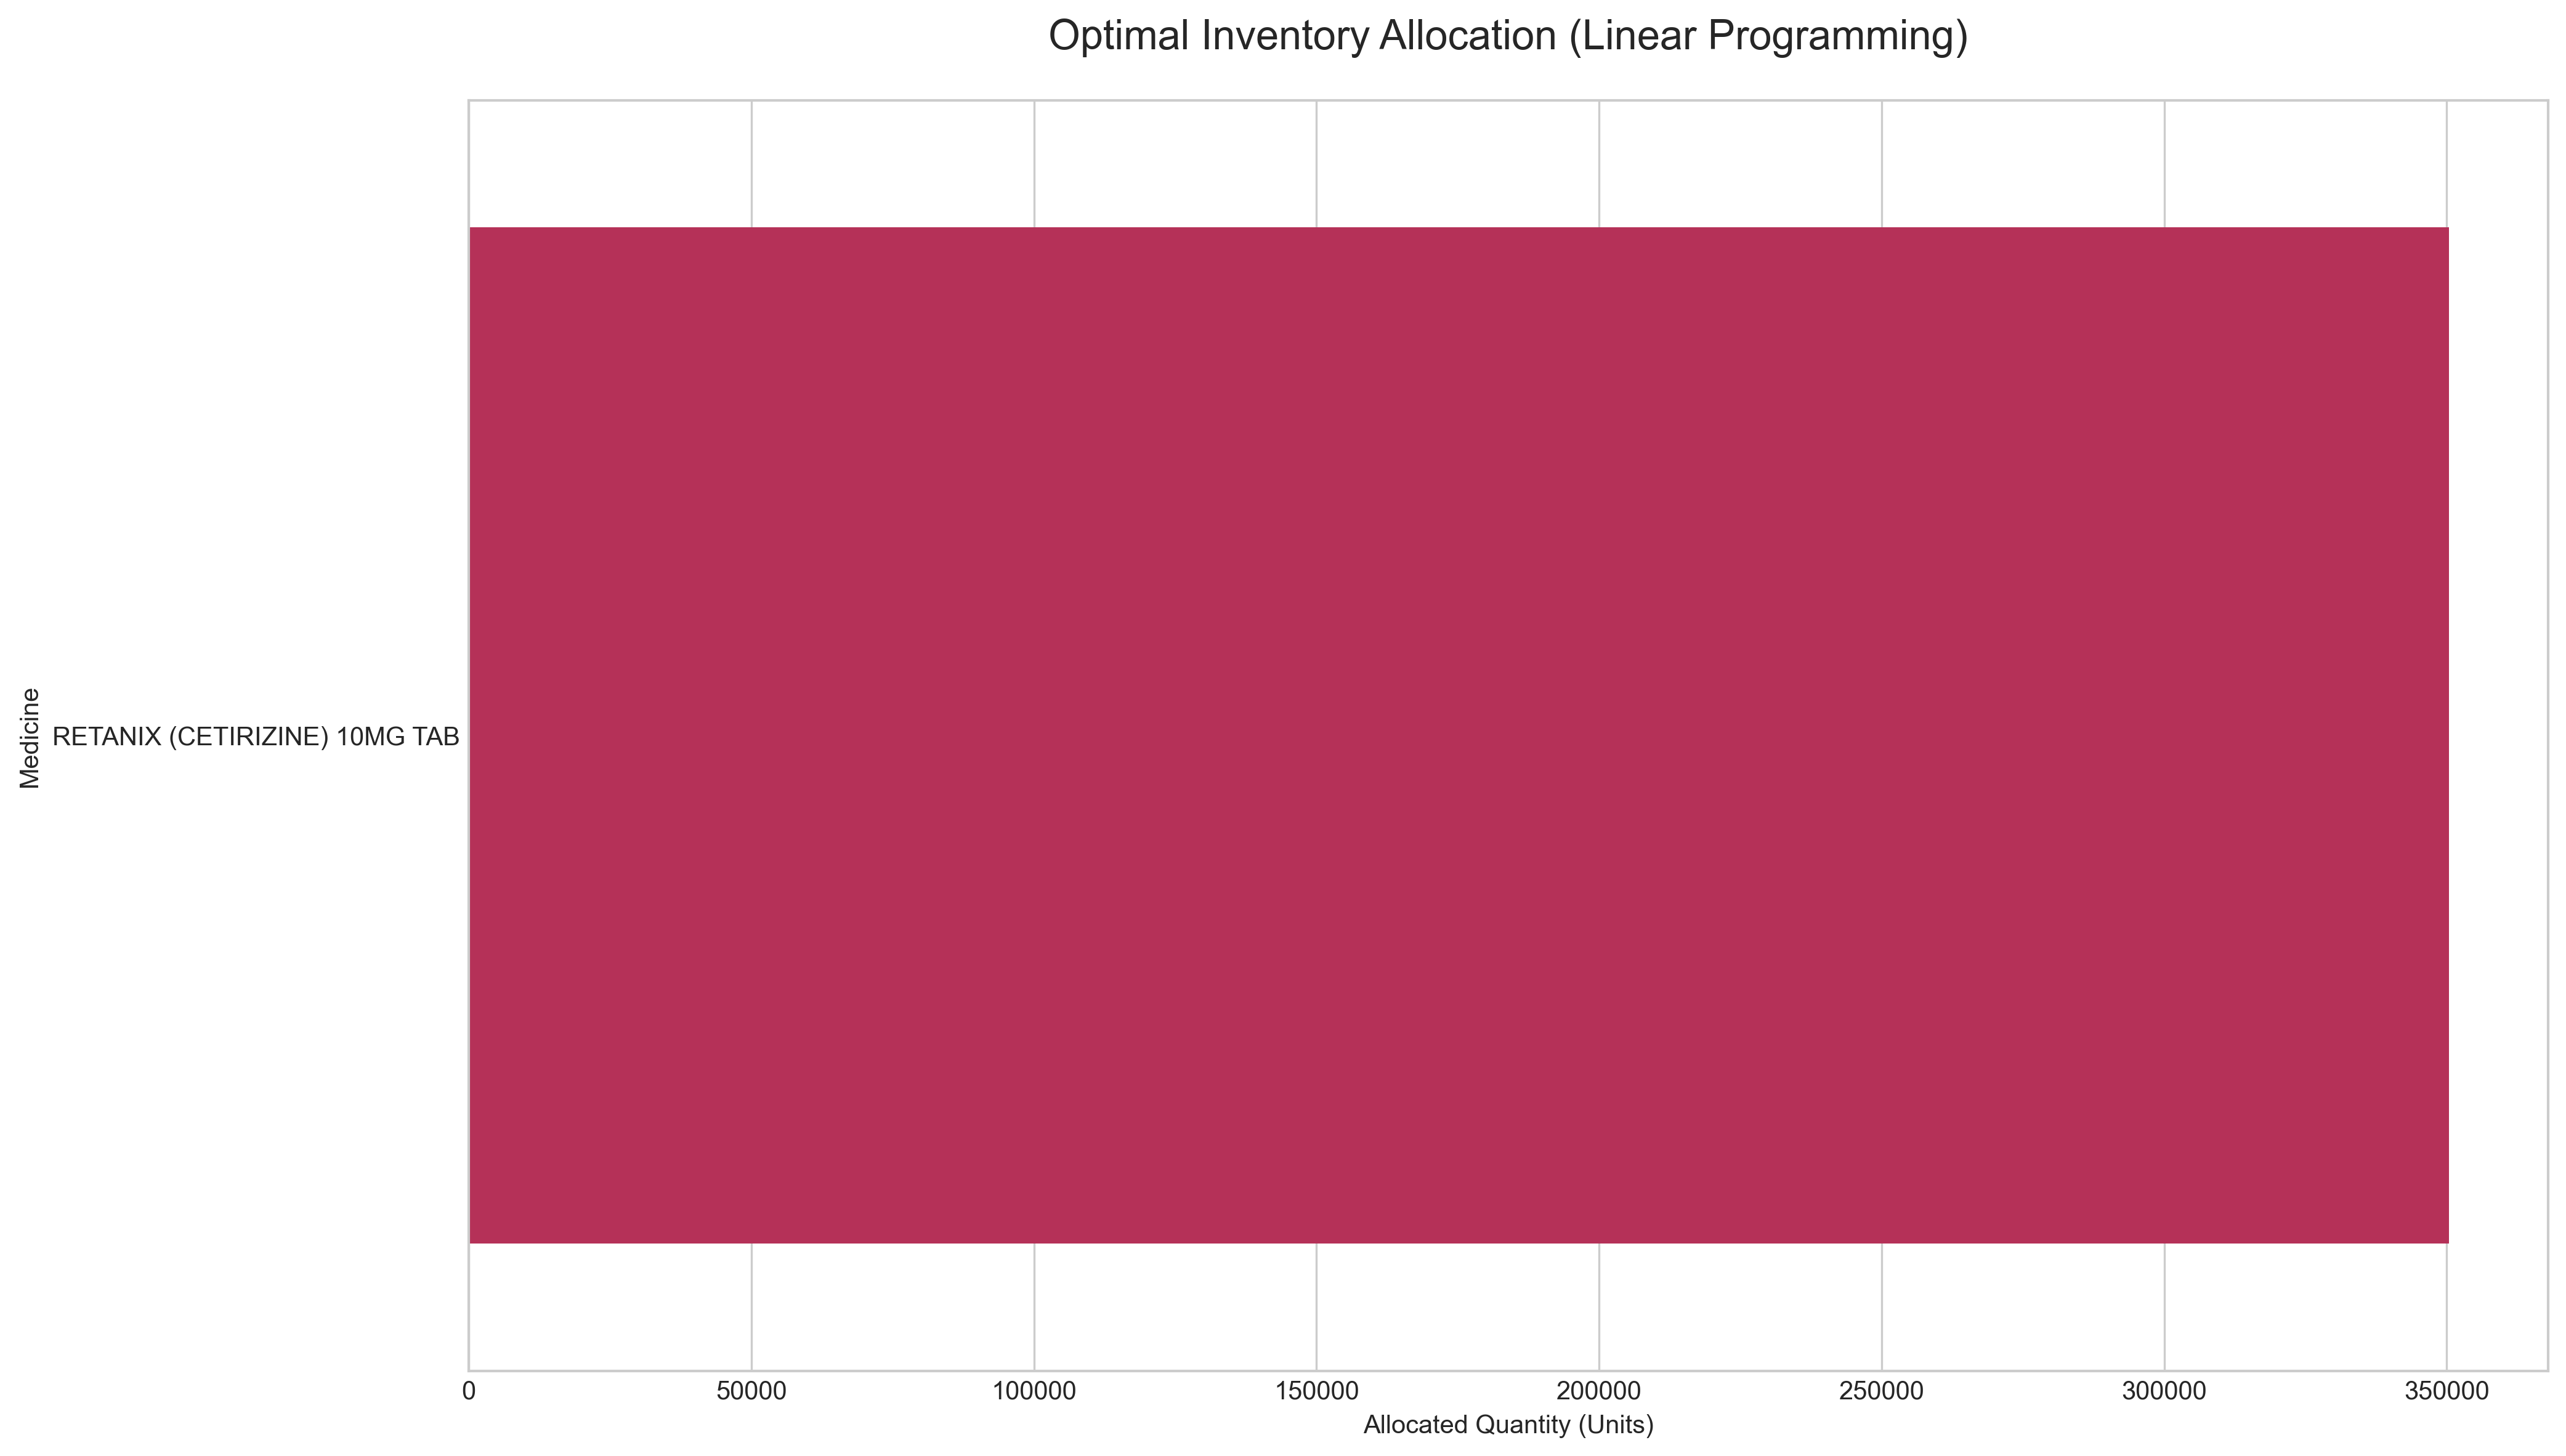 Optimal Inventory Allocation (Linear Programming)
Medicine
RETANIX (CETIRIZINE) 10MG TAB
0 50000 100000 150000 200000 250000 300000 350000
Allocated Quantity (Units)